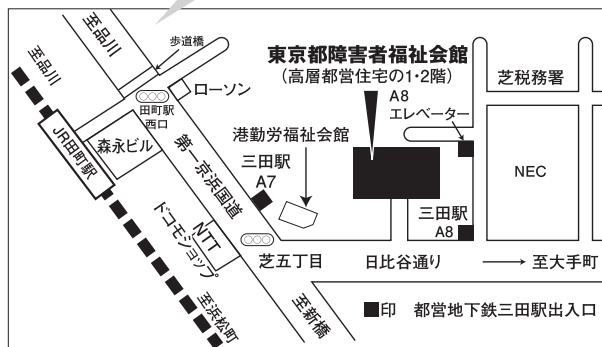 至品川
至品川
歩道橋
東京都障害者福祉会館
(高層都営住宅の1・2階)
A8
エレベーター
芝税務署
ローソン
田町駅
西口
JR田町駅
森永ビル
第一京浜国道
港勤労福祉会館
三田駅
A7
NEC
三田駅
A8
NTT
ドコモショップ
芝五丁目
日比谷通り
至大手町
至浜松町
至新橋
印 都営地下鉄三田駅出入口